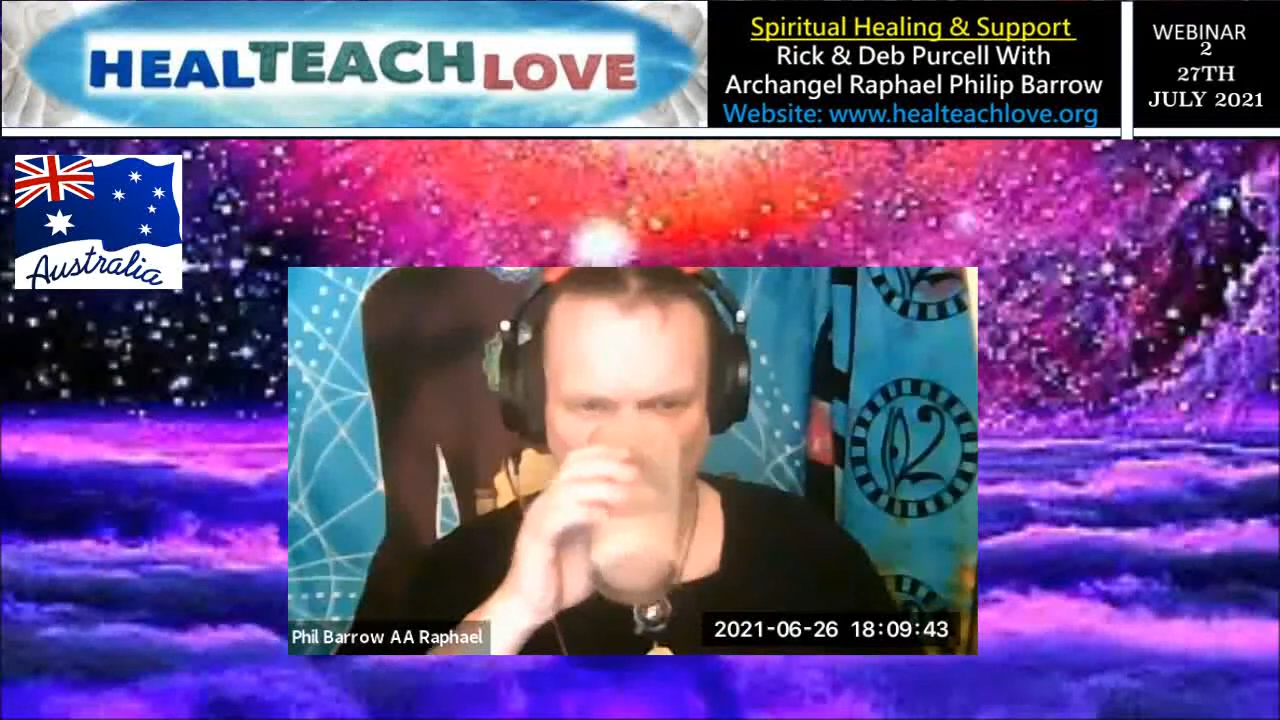 HEALTEACHLOVE
Spiritual Healing & Support
Rick & Deb Purcell With
Archangel Raphael Philip Barrow
Website: www.healteachlove.org
WEBINAR
2
27TH
JULY 2021
Australia
Phil Barrow AA Raphael
2021-06-26 18:09:43